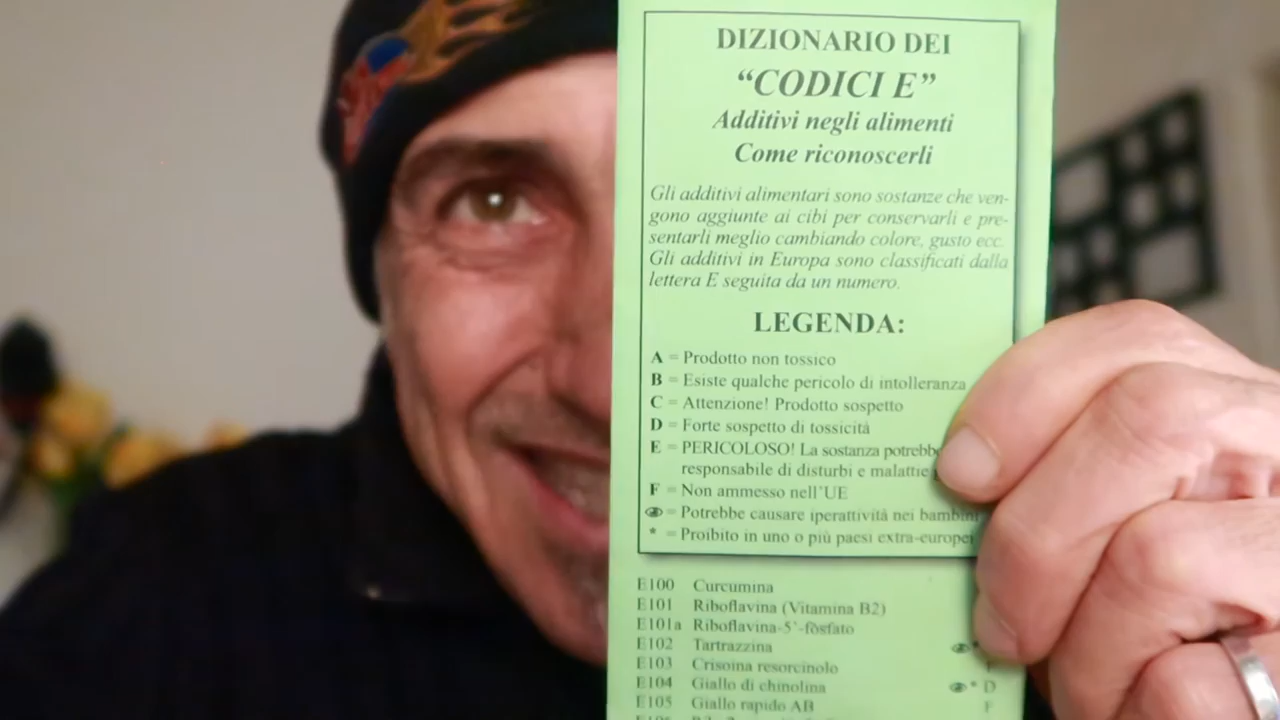 DIZIONARIO DEI
“CODICI E”
Additivi negli alimenti
Come riconoscerli
Gli additivi alimentari sono sostanze che ven-
gono aggiunte ai cibi per conservarli e pre-
sentarli meglio cambiando colore, gusto ecc.
Gli additivi in Europa sono classificati dalla
lettera E seguita da un numero.
LEGENDA:
A = Prodotto non tossico
B = Esiste qualche pericolo di intolleranza
C = Attenzione! Prodotto sospetto
D = Forte sospetto di tossicità
E = PERICOLOSO! La sostanza potrebbe
responsabile di disturbi e malattie
F = Non ammesso nell'UE
= Potrebbe causare iperattività nei bambini
* = Proibito in uno o più paesi extra-europei
E100 Curcumina
E101 Riboflavina (Vitamina B2)
E101a Riboflavina-5'-fosfato
E102 Tartrazzina *
E103 Crisoina resorcinolo
E104 Giallo di chinolina * D
E105 Giallo rapido AB F